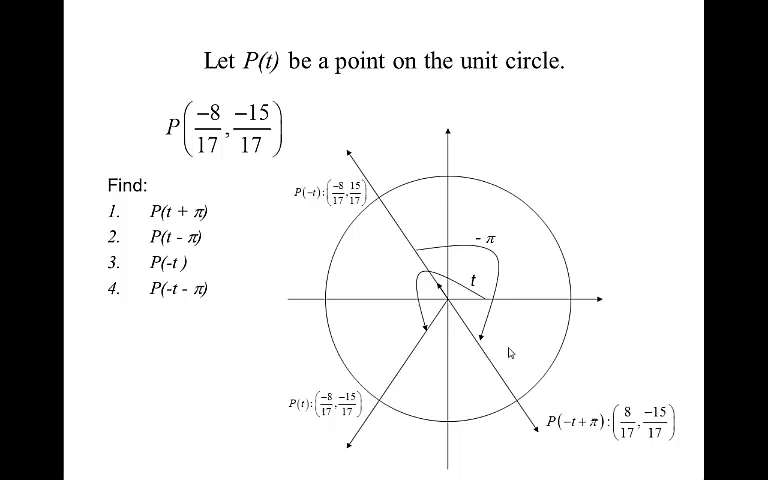 Let P(t) be a point on the unit circle.
P(-8/17, -15/17)
Find:
1. P(t + π)
2. P(t - π)
3. P(-t )
4. P(-t - π)
P(-t):(-8/17, 15/17)
- π
t
P(t):(-8/17, -15/17)
P(-t+π):(8/17, -15/17)